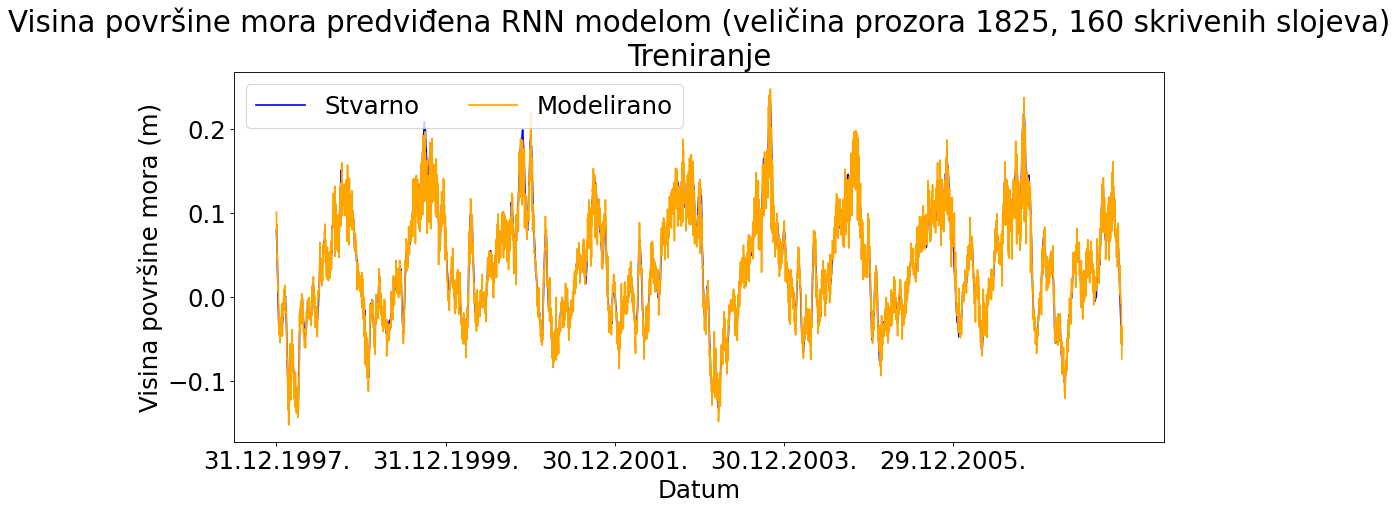 Visina površine mora predviđena RNN modelom (veličina prozora 1825, 160 skrivenih slojeva)
Treniranje
Stvarno Modelirano
Visina površine mora (m)
0.2
0.1
0.0
−0.1
31.12.1997. 31.12.1999. 30.12.2001. 30.12.2003. 29.12.2005.
Datum